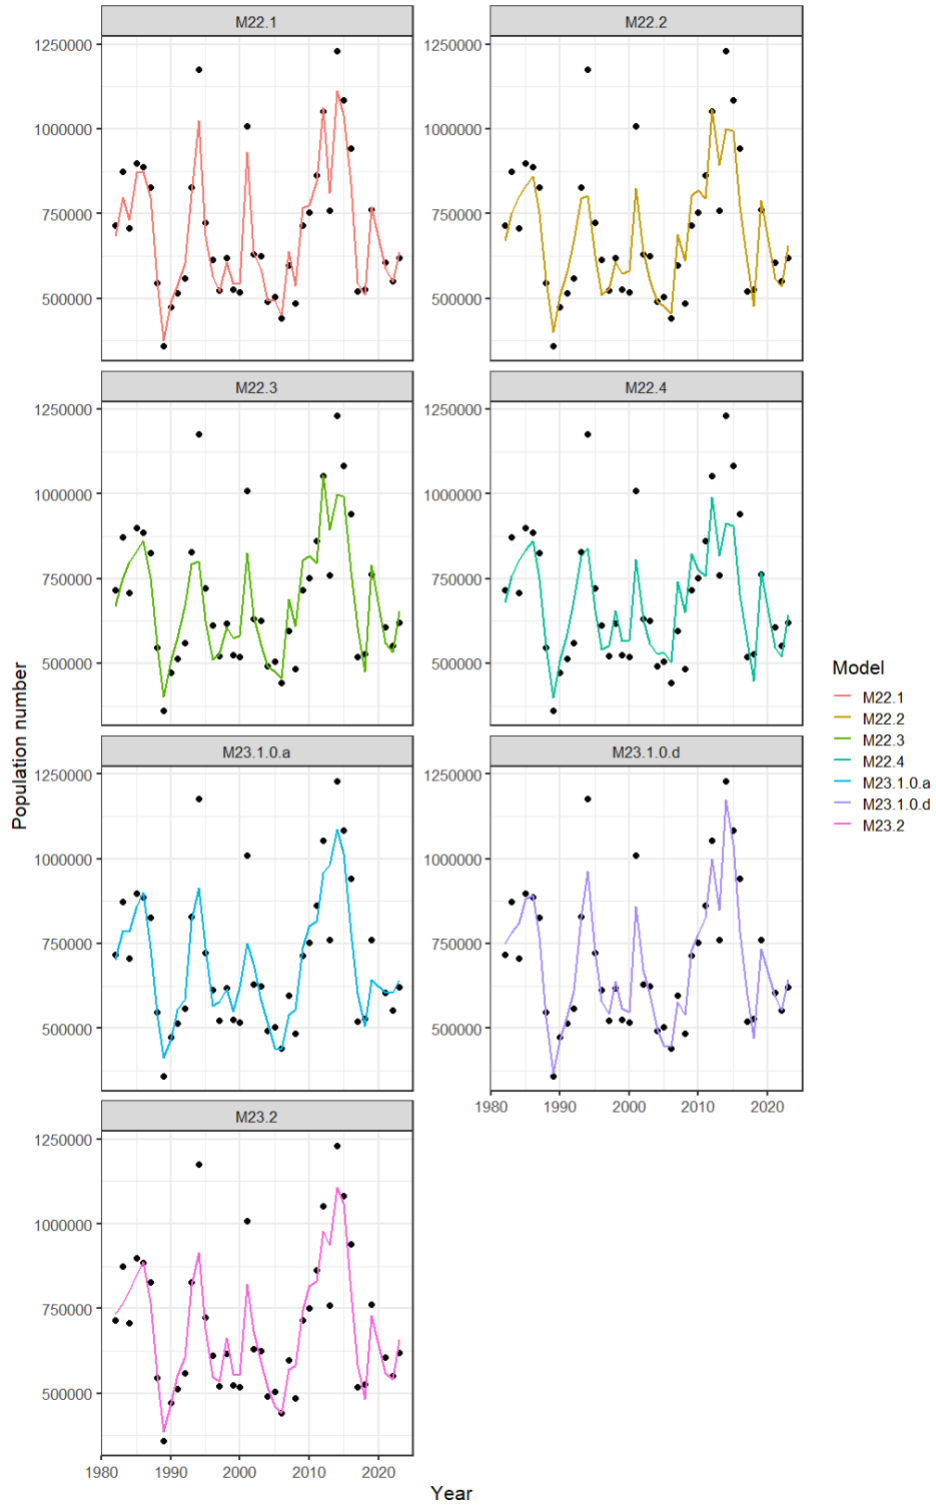 M22.1 M22.2
1250000 1250000
1000000 1000000
750000 750000
500000 500000
M22.3 M22.4
1250000 1250000
1000000 1000000
750000 750000
500000 500000
M23.1.0.a M23.1.0.d
1250000 1250000
1000000 1000000
750000 750000
500000 500000
1980 1990 2000 2010 2020
M23.2
1250000
1000000
750000
500000
1980 1990 2000 2010 2020
Year
Population number
Model
M22.1
M22.2
M22.3
M22.4
M23.1.0.a
M23.1.0.d
M23.2